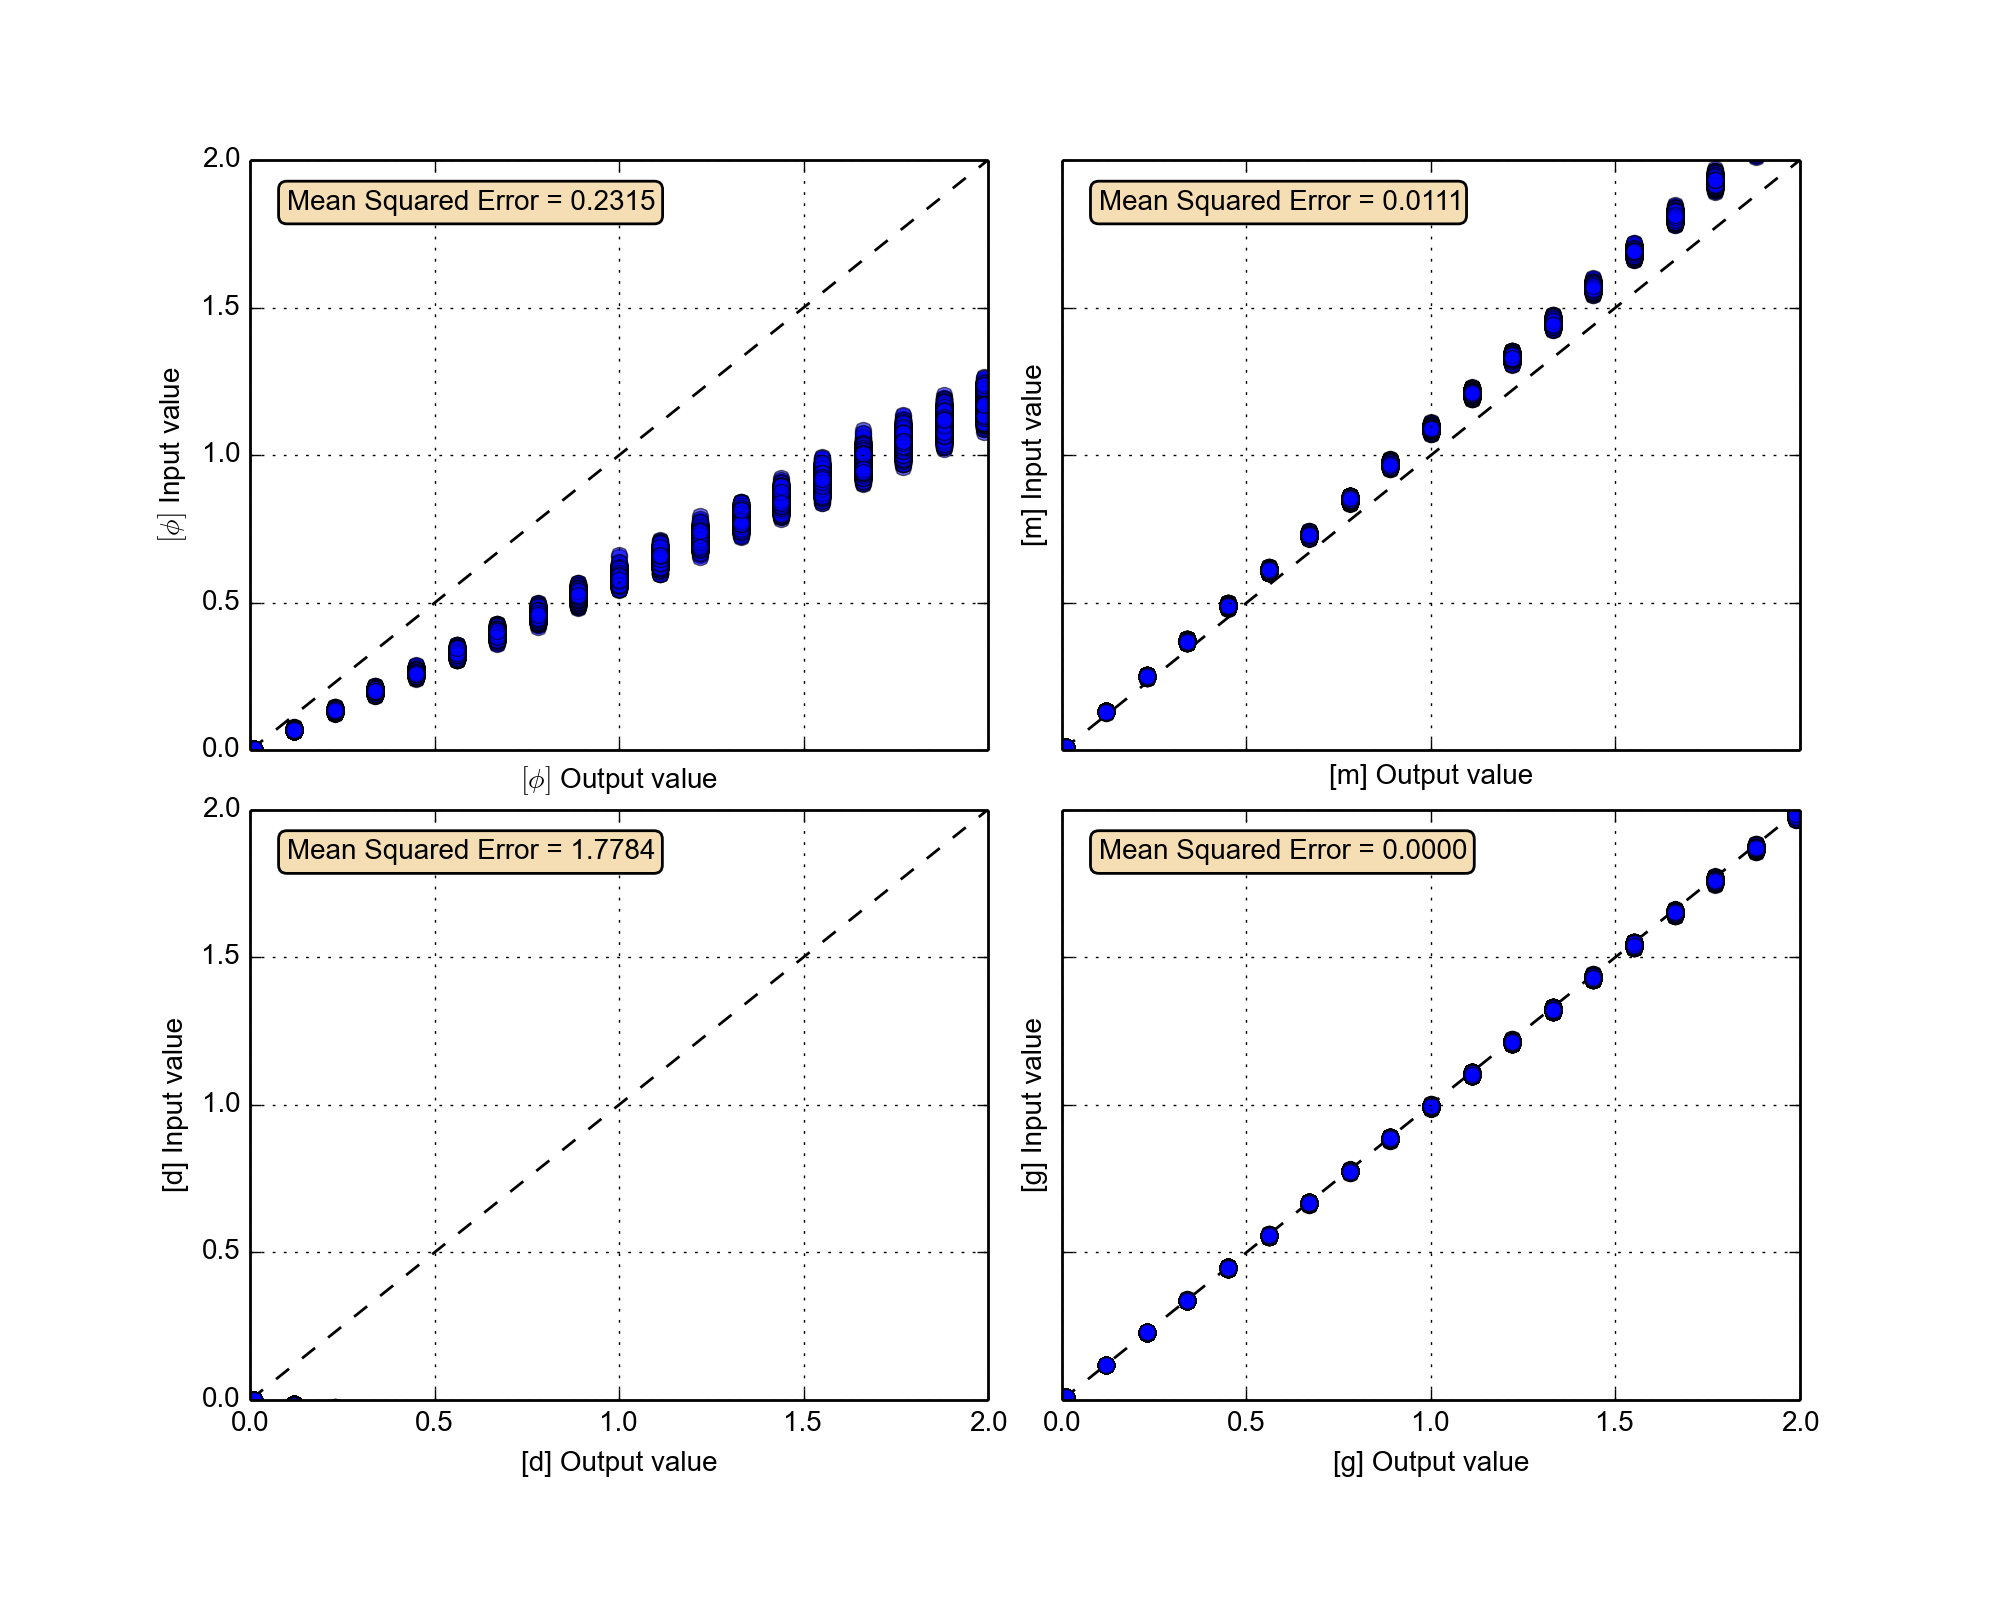 2.0
Mean Squared Error = 0.2315
1.5
1.0
0.5
0.0
[ϕ] Input value
[ϕ] Output value
Mean Squared Error = 0.0111
[m] Input value
[m] Output value
2.0
Mean Squared Error = 1.7784
1.5
1.0
0.5
0.0
[d] Input value
0.0 0.5 1.0 1.5 2.0
[d] Output value
Mean Squared Error = 0.0000
[g] Input value
0.0 0.5 1.0 1.5 2.0
[g] Output value